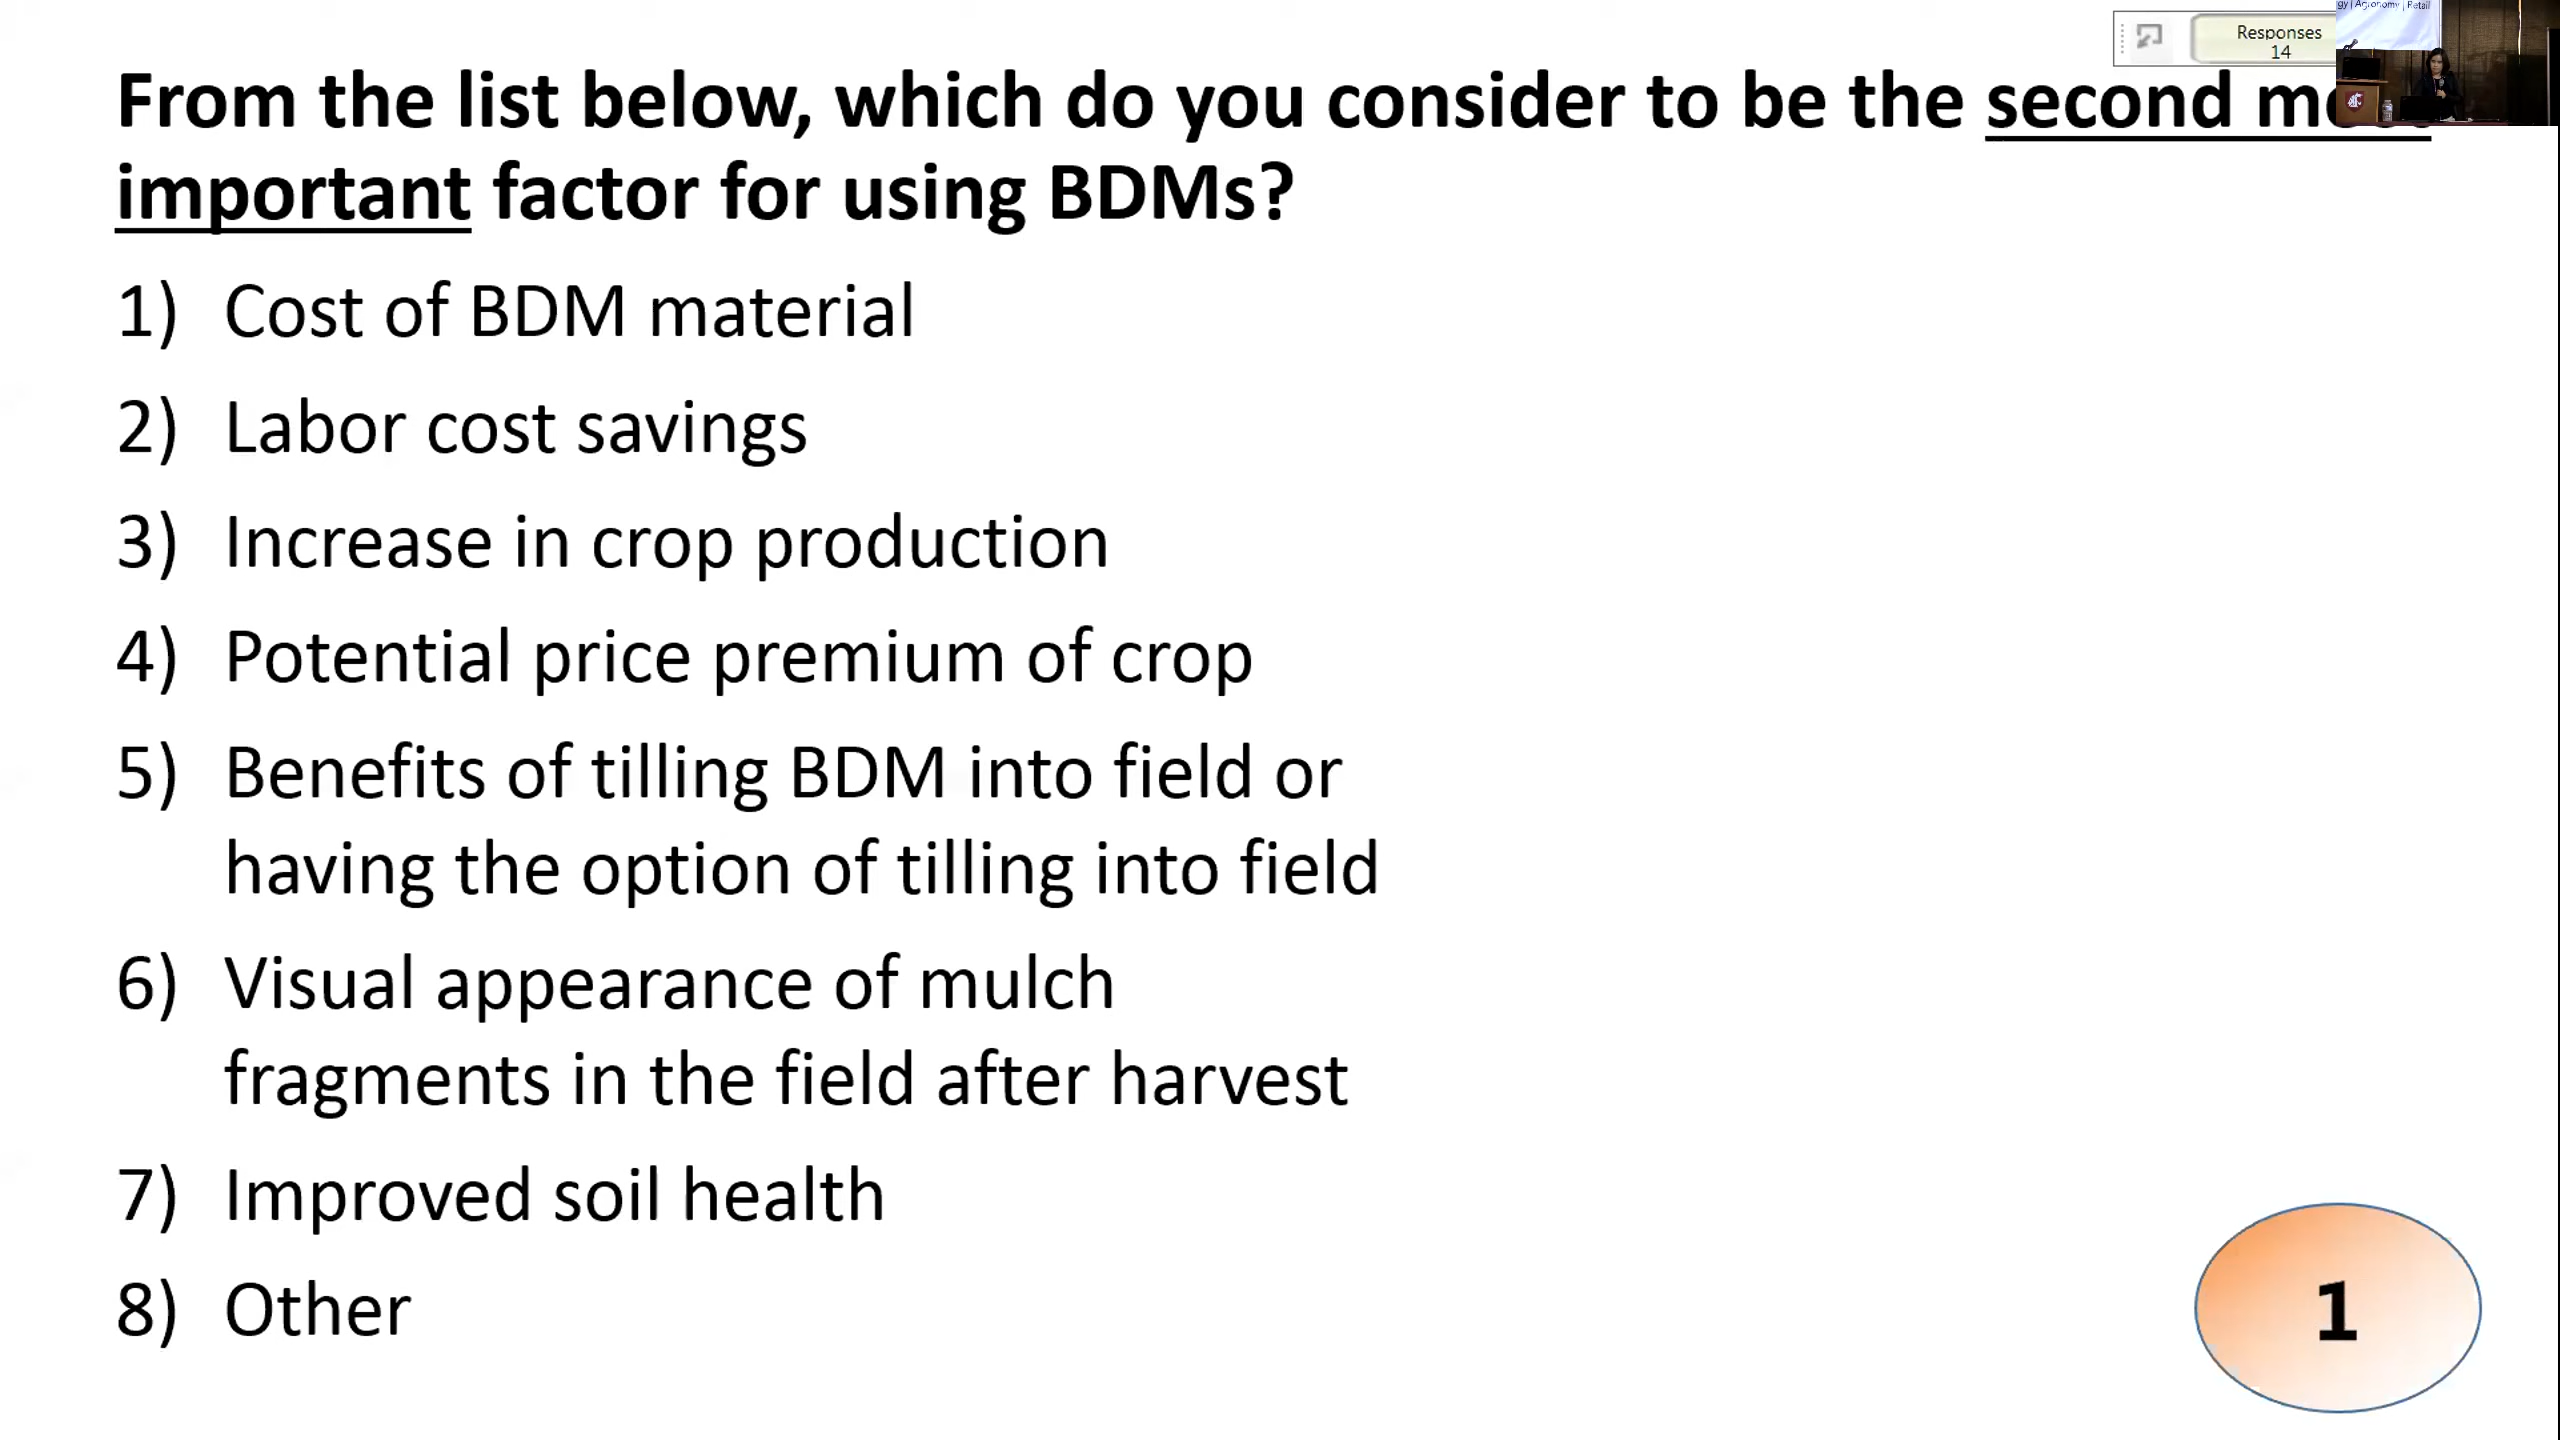 gy | Agronomy | Retail
Responses
14
From the list below, which do you consider to be the second
important factor for using BDMs?
1) Cost of BDM material
2) Labor cost savings
3) Increase in crop production
4) Potential price premium of crop
5) Benefits of tilling BDM into field or
having the option of tilling into field
6) Visual appearance of mulch
fragments in the field after harvest
7) Improved soil health
8) Other
1